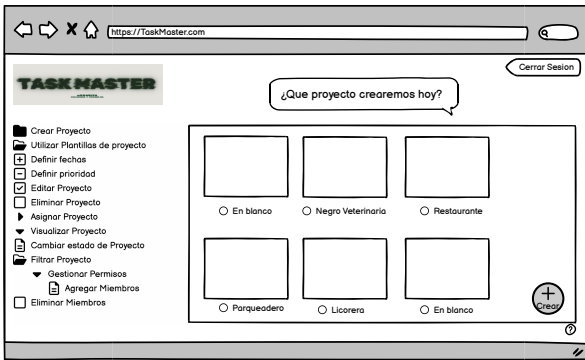 https://TaskMaster.com
Cerrar Sesion
TASK MASTER
¿Que proyecto crearemos hoy?
Crear Proyecto
Utilizar Plantillas de proyecto
Definir fechas
Definir prioridad
Editar Proyecto
Eliminar Proyecto
Asignar Proyecto
Visualizar Proyecto
Cambiar estado de Proyecto
Filtrar Proyecto
Gestionar Permisos
Agregar Miembros
Eliminar Miembros
En blanco
Negro Veterinaria
Restaurante
Parqueadero
Licorera
En blanco
Crear
?